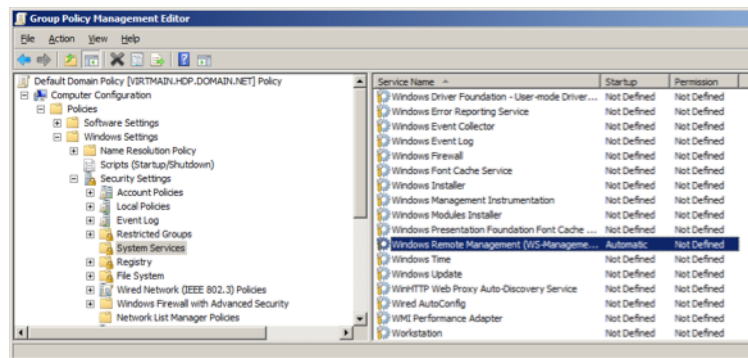 Group Policy Management Editor
File Action View Help
Default Domain Policy [VIRTMAIN.HDP.DOMAIN.NET] Policy
Computer Configuration
Policies
Software Settings
Windows Settings
Name Resolution Policy
Scripts (Startup/Shutdown)
Security Settings
Account Policies
Local Policies
Event Log
Restricted Groups
System Services
Registry
File System
Wired Network (IEEE 802.3) Policies
Windows Firewall with Advanced Security
Network List Manager Policies
Service Name Startup Permission
Windows Driver Foundation - User-mode Driver... Not Defined Not Defined
Windows Error Reporting Service Not Defined Not Defined
Windows Event Collector Not Defined Not Defined
Windows Event Log Not Defined Not Defined
Windows Firewall Not Defined Not Defined
Windows Font Cache Service Not Defined Not Defined
Windows Installer Not Defined Not Defined
Windows Management Instrumentation Not Defined Not Defined
Windows Modules Installer Not Defined Not Defined
Windows Presentation Foundation Font Cache ... Not Defined Not Defined
Windows Remote Management (WS-Manageme... Automatic Not Defined
Windows Time Not Defined Not Defined
Windows Update Not Defined Not Defined
WinHTTP Web Proxy Auto-Discovery Service Not Defined Not Defined
Wired AutoConfig Not Defined Not Defined
WMI Performance Adapter Not Defined Not Defined
Workstation Not Defined Not Defined